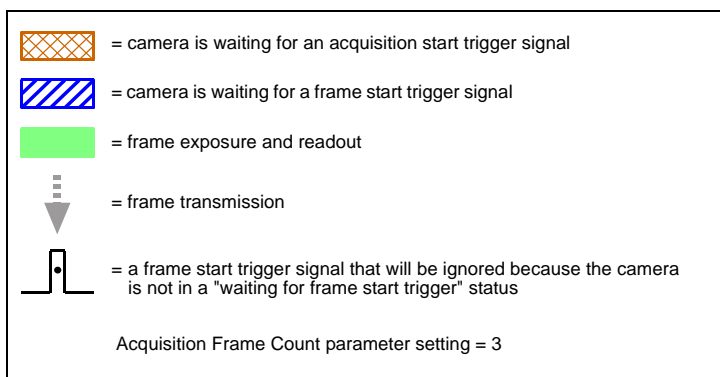 = camera is waiting for an acquisition start trigger signal
= camera is waiting for a frame start trigger signal
= frame exposure and readout
= frame transmission
= a frame start trigger signal that will be ignored because the camera
is not in a "waiting for frame start trigger" status
Acquisition Frame Count parameter setting = 3